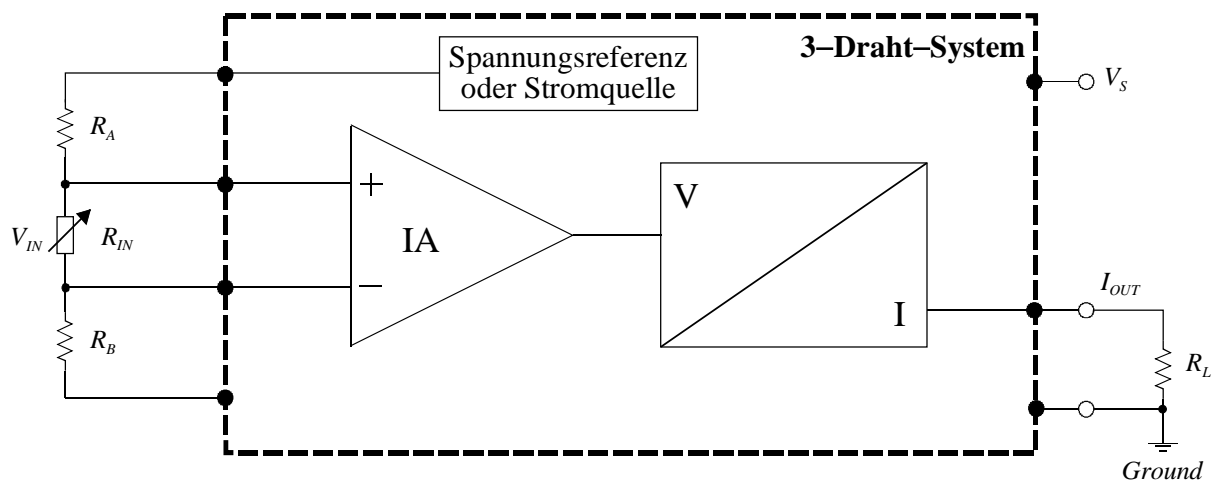 3–Draht–System
Spannungsreferenz
oder Stromquelle
V_S
R_A
+
V
V_IN
R_IN
IA
−
I
I_OUT
R_B
R_L
Ground